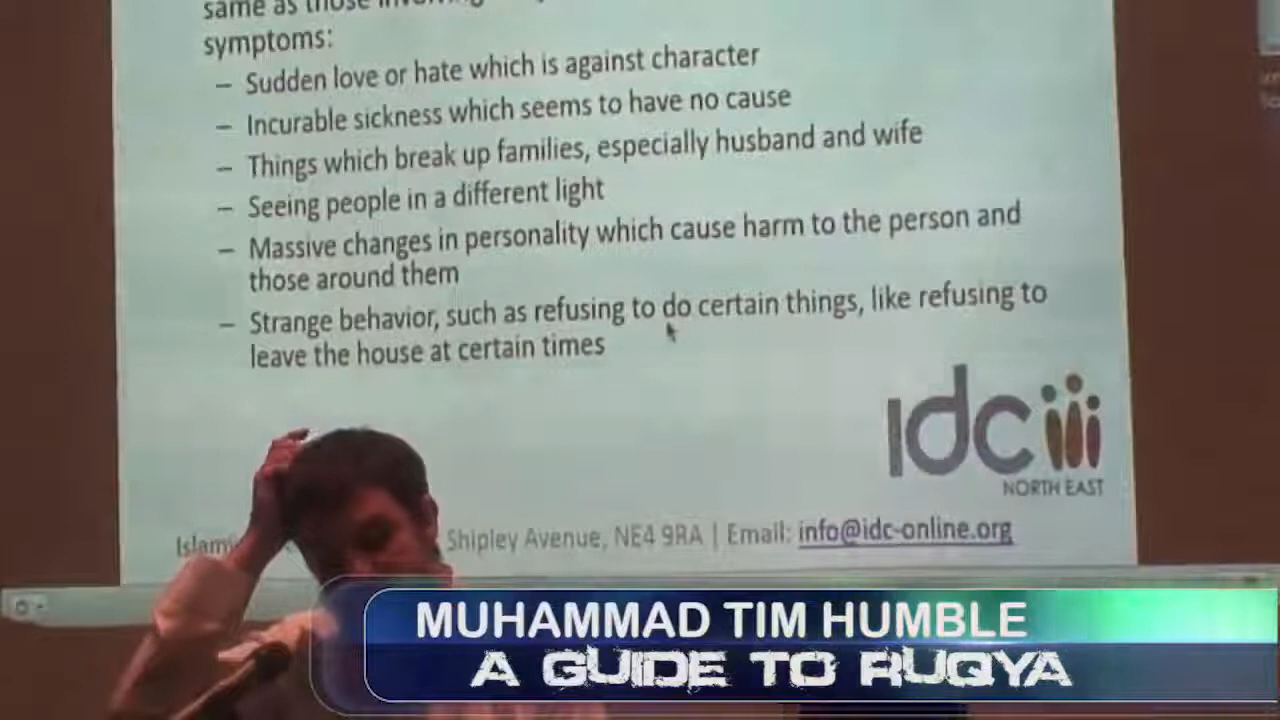 same as those
symptoms:
– Sudden love or hate which is against character
– Incurable sickness which seems to have no cause
– Things which break up families, especially husband and wife
– Seeing people in a different light
– Massive changes in personality which cause harm to the person and
those around them
– Strange behavior, such as refusing to do certain things, like refusing to
leave the house at certain times
idc
NORTH EAST
Shipley Avenue, NE4 9RA | Email: info@idc-online.org
MUHAMMAD TIM HUMBLE
A GUIDE TO RUQYA